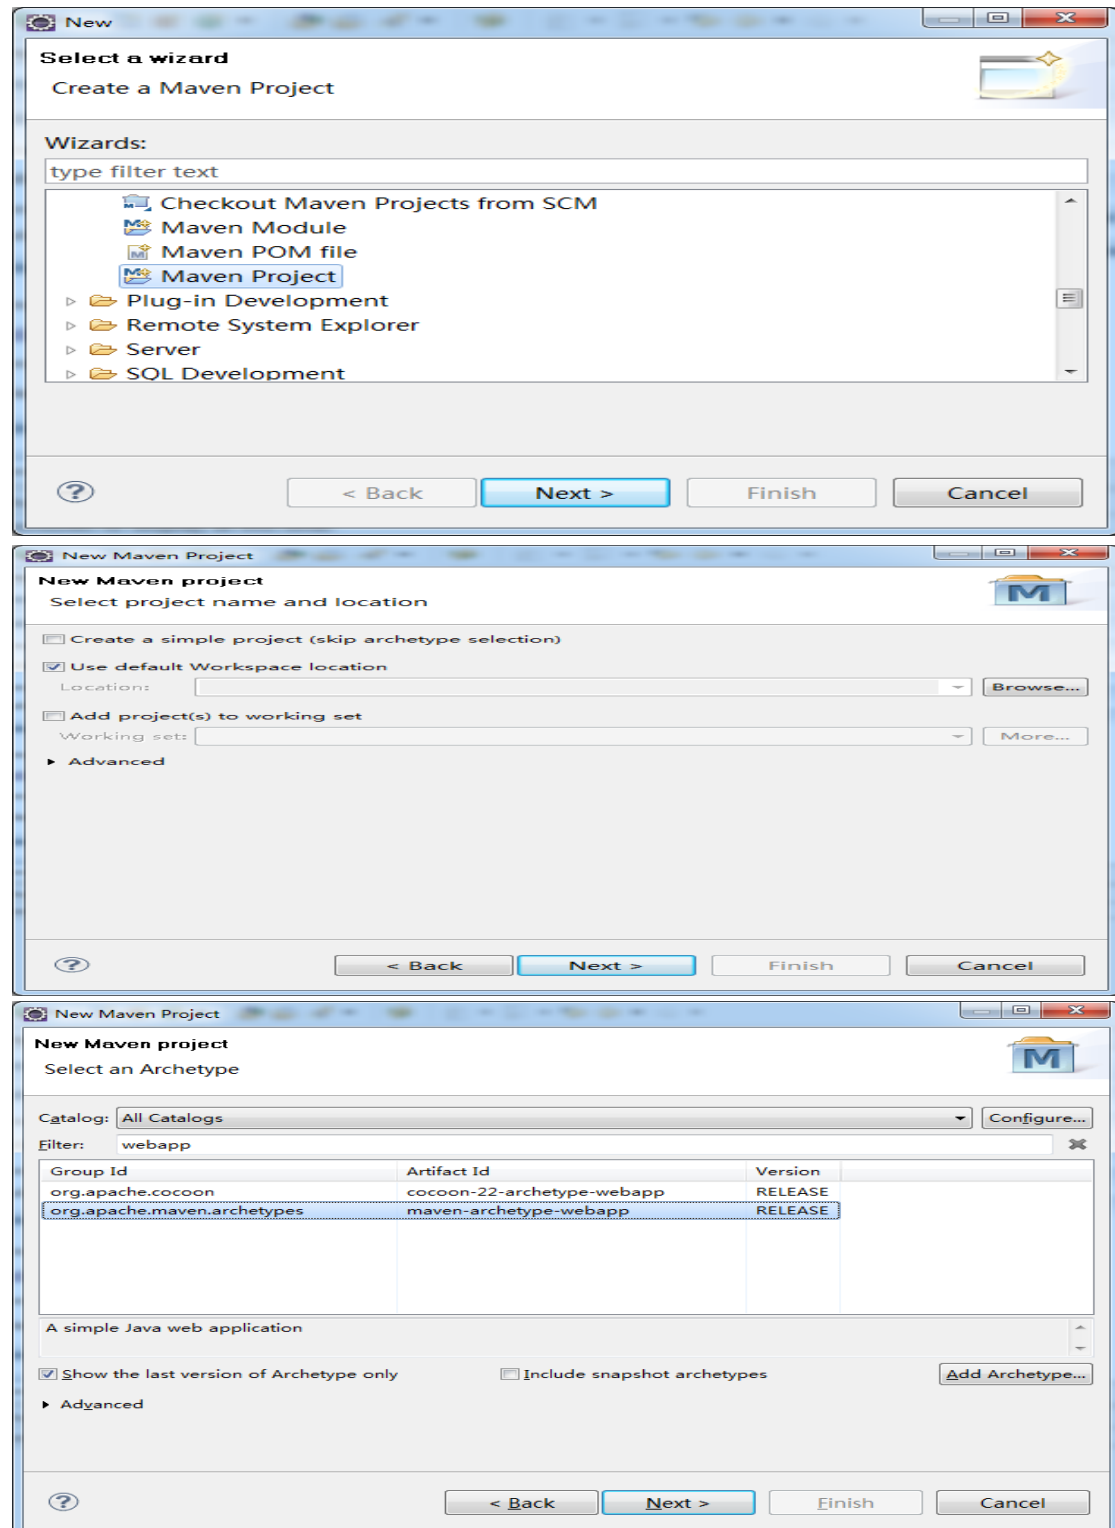 New
Select a wizard
Create a Maven Project
Wizards:
type filter text
Checkout Maven Projects from SCM
Maven Module
Maven POM file
Maven Project
Plug-in Development
Remote System Explorer
Server
SQL Development
< Back Next > Finish Cancel
New Maven Project
New Maven project
Select project name and location
Create a simple project (skip archetype selection)
Use default Workspace location
Location: Browse...
Add project(s) to working set
Working set: More...
Advanced
< Back Next > Finish Cancel
New Maven Project
New Maven project
Select an Archetype
Catalog: All Catalogs Configure...
Filter: webapp
Group Id Artifact Id Version
org.apache.cocoon cocoon-22-archetype-webapp RELEASE
org.apache.maven.archetypes maven-archetype-webapp RELEASE
A simple Java web application
Show the last version of Archetype only Include snapshot archetypes Add Archetype...
Advanced
< Back Next > Finish Cancel